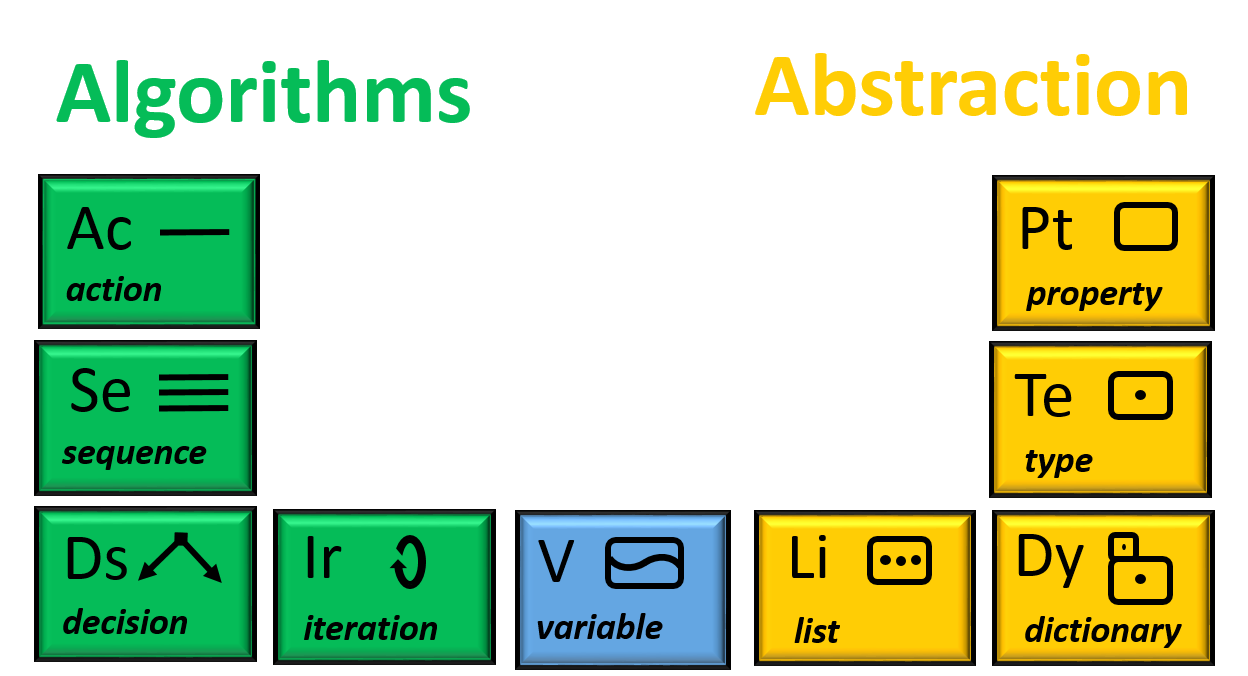 Algorithms
Abstraction
Ac
action
Pt
property
Se
sequence
Te
type
Ds
decision
Ir
iteration
V
variable
Li
list
Dy
dictionary